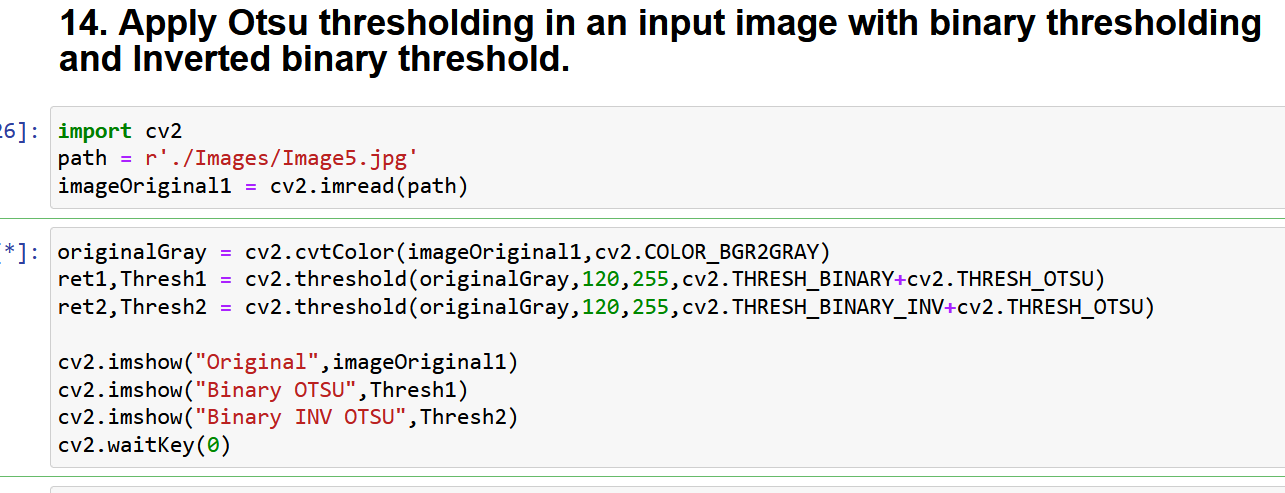 14. Apply Otsu thresholding in an input image with binary thresholding
and Inverted binary threshold.
26]:
import cv2
path = r'./Images/Image5.jpg'
imageOriginal1 = cv2.imread(path)
[*]:
originalGray = cv2.cvtColor(imageOriginal1,cv2.COLOR_BGR2GRAY)
ret1,Thresh1 = cv2.threshold(originalGray,120,255,cv2.THRESH_BINARY+cv2.THRESH_OTSU)
ret2,Thresh2 = cv2.threshold(originalGray,120,255,cv2.THRESH_BINARY_INV+cv2.THRESH_OTSU)
cv2.imshow("Original",imageOriginal1)
cv2.imshow("Binary OTSU",Thresh1)
cv2.imshow("Binary INV OTSU",Thresh2)
cv2.waitKey(0)